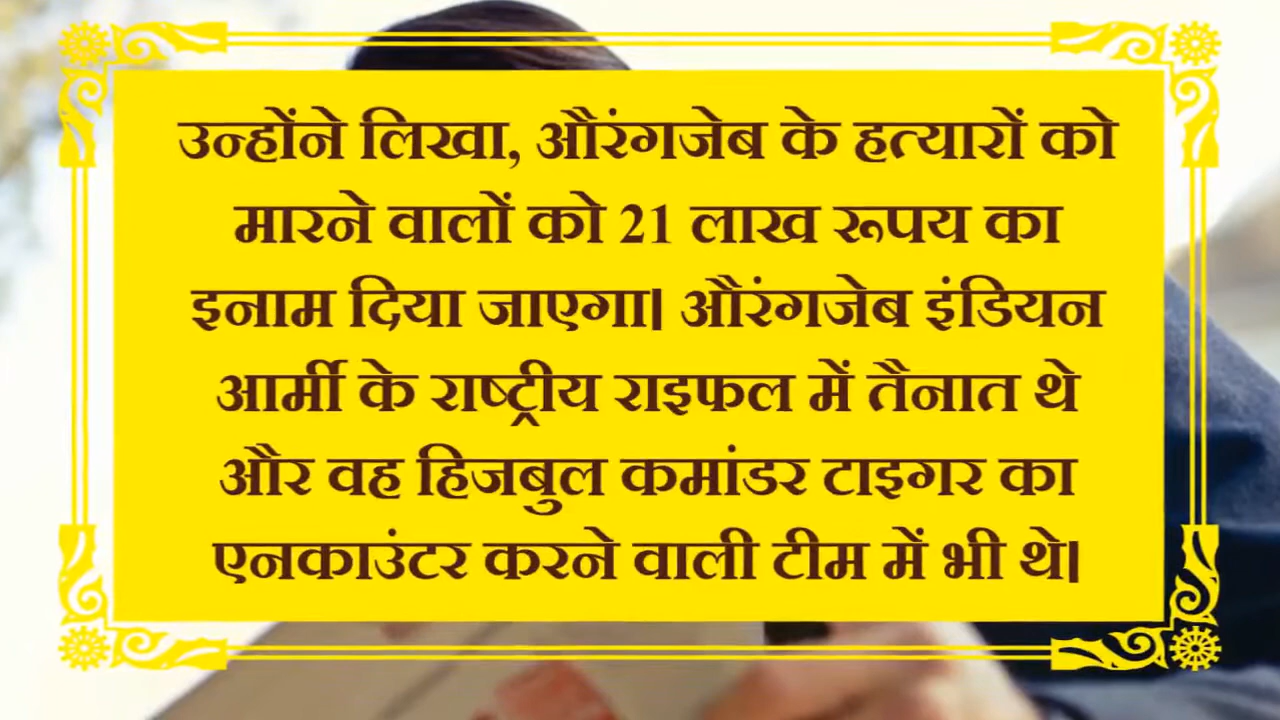 उन्होंने लिखा, औरंगजेब के हत्यारों को
मारने वालों को 21 लाख रूपय का
इनाम दिया जाएगा। औरंगजेब इंडियन
आर्मी के राष्ट्रीय राइफल में तैनात थे
और वह हिजबुल कमांडर टाइगर का
एनकाउंटर करने वाली टीम में भी थे।